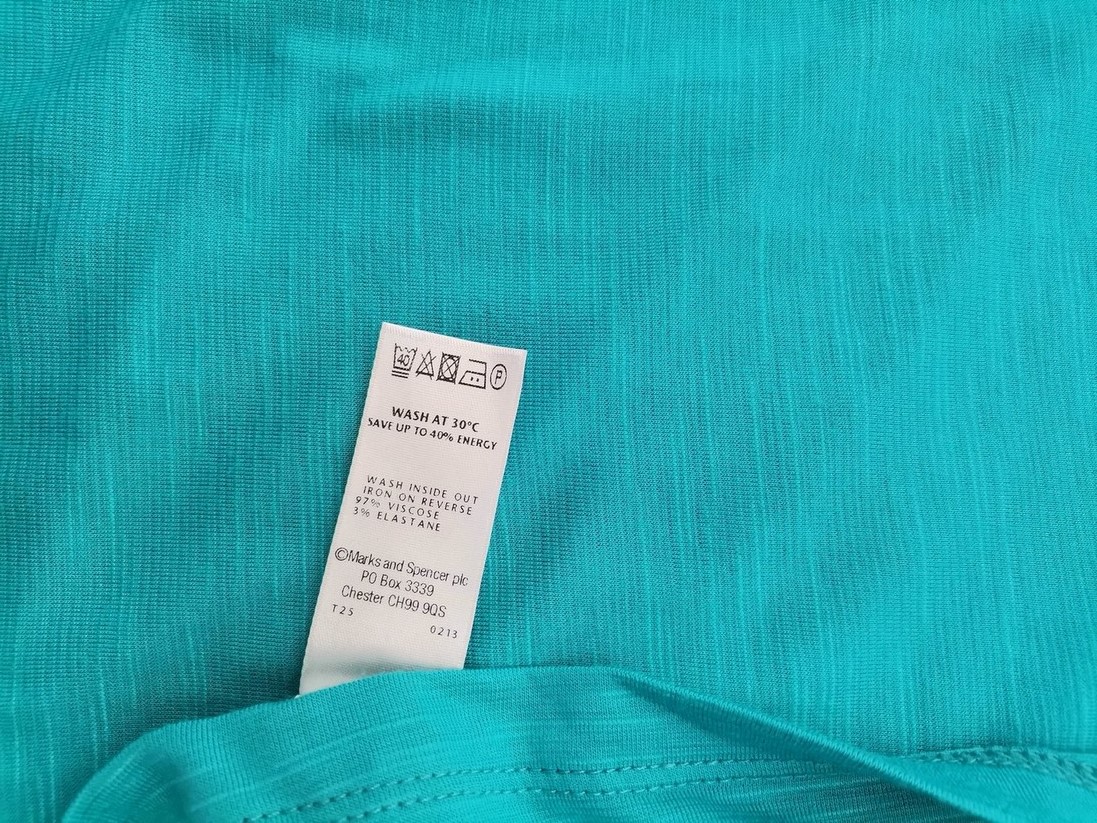 40 P
WASH AT 30°C
SAVE UP TO 40% ENERGY
WASH INSIDE OUT
IRON ON REVERSE
97% VISCOSE
3% ELASTANE
©Marks and Spencer plc
PO Box 3339
Chester CH99 9QS
T25
0213